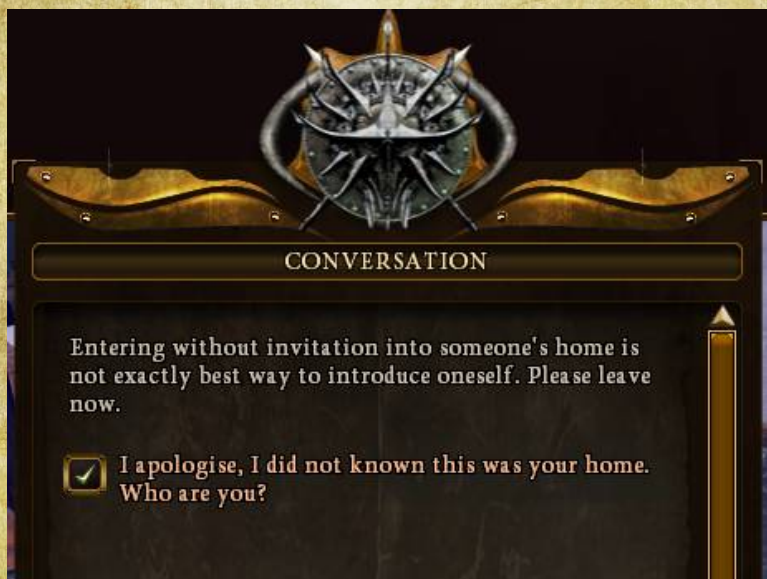 CONVERSATION
Entering without invitation into someone's home is
not exactly best way to introduce oneself. Please leave
now.
I apologise, I did not known this was your home.
Who are you?